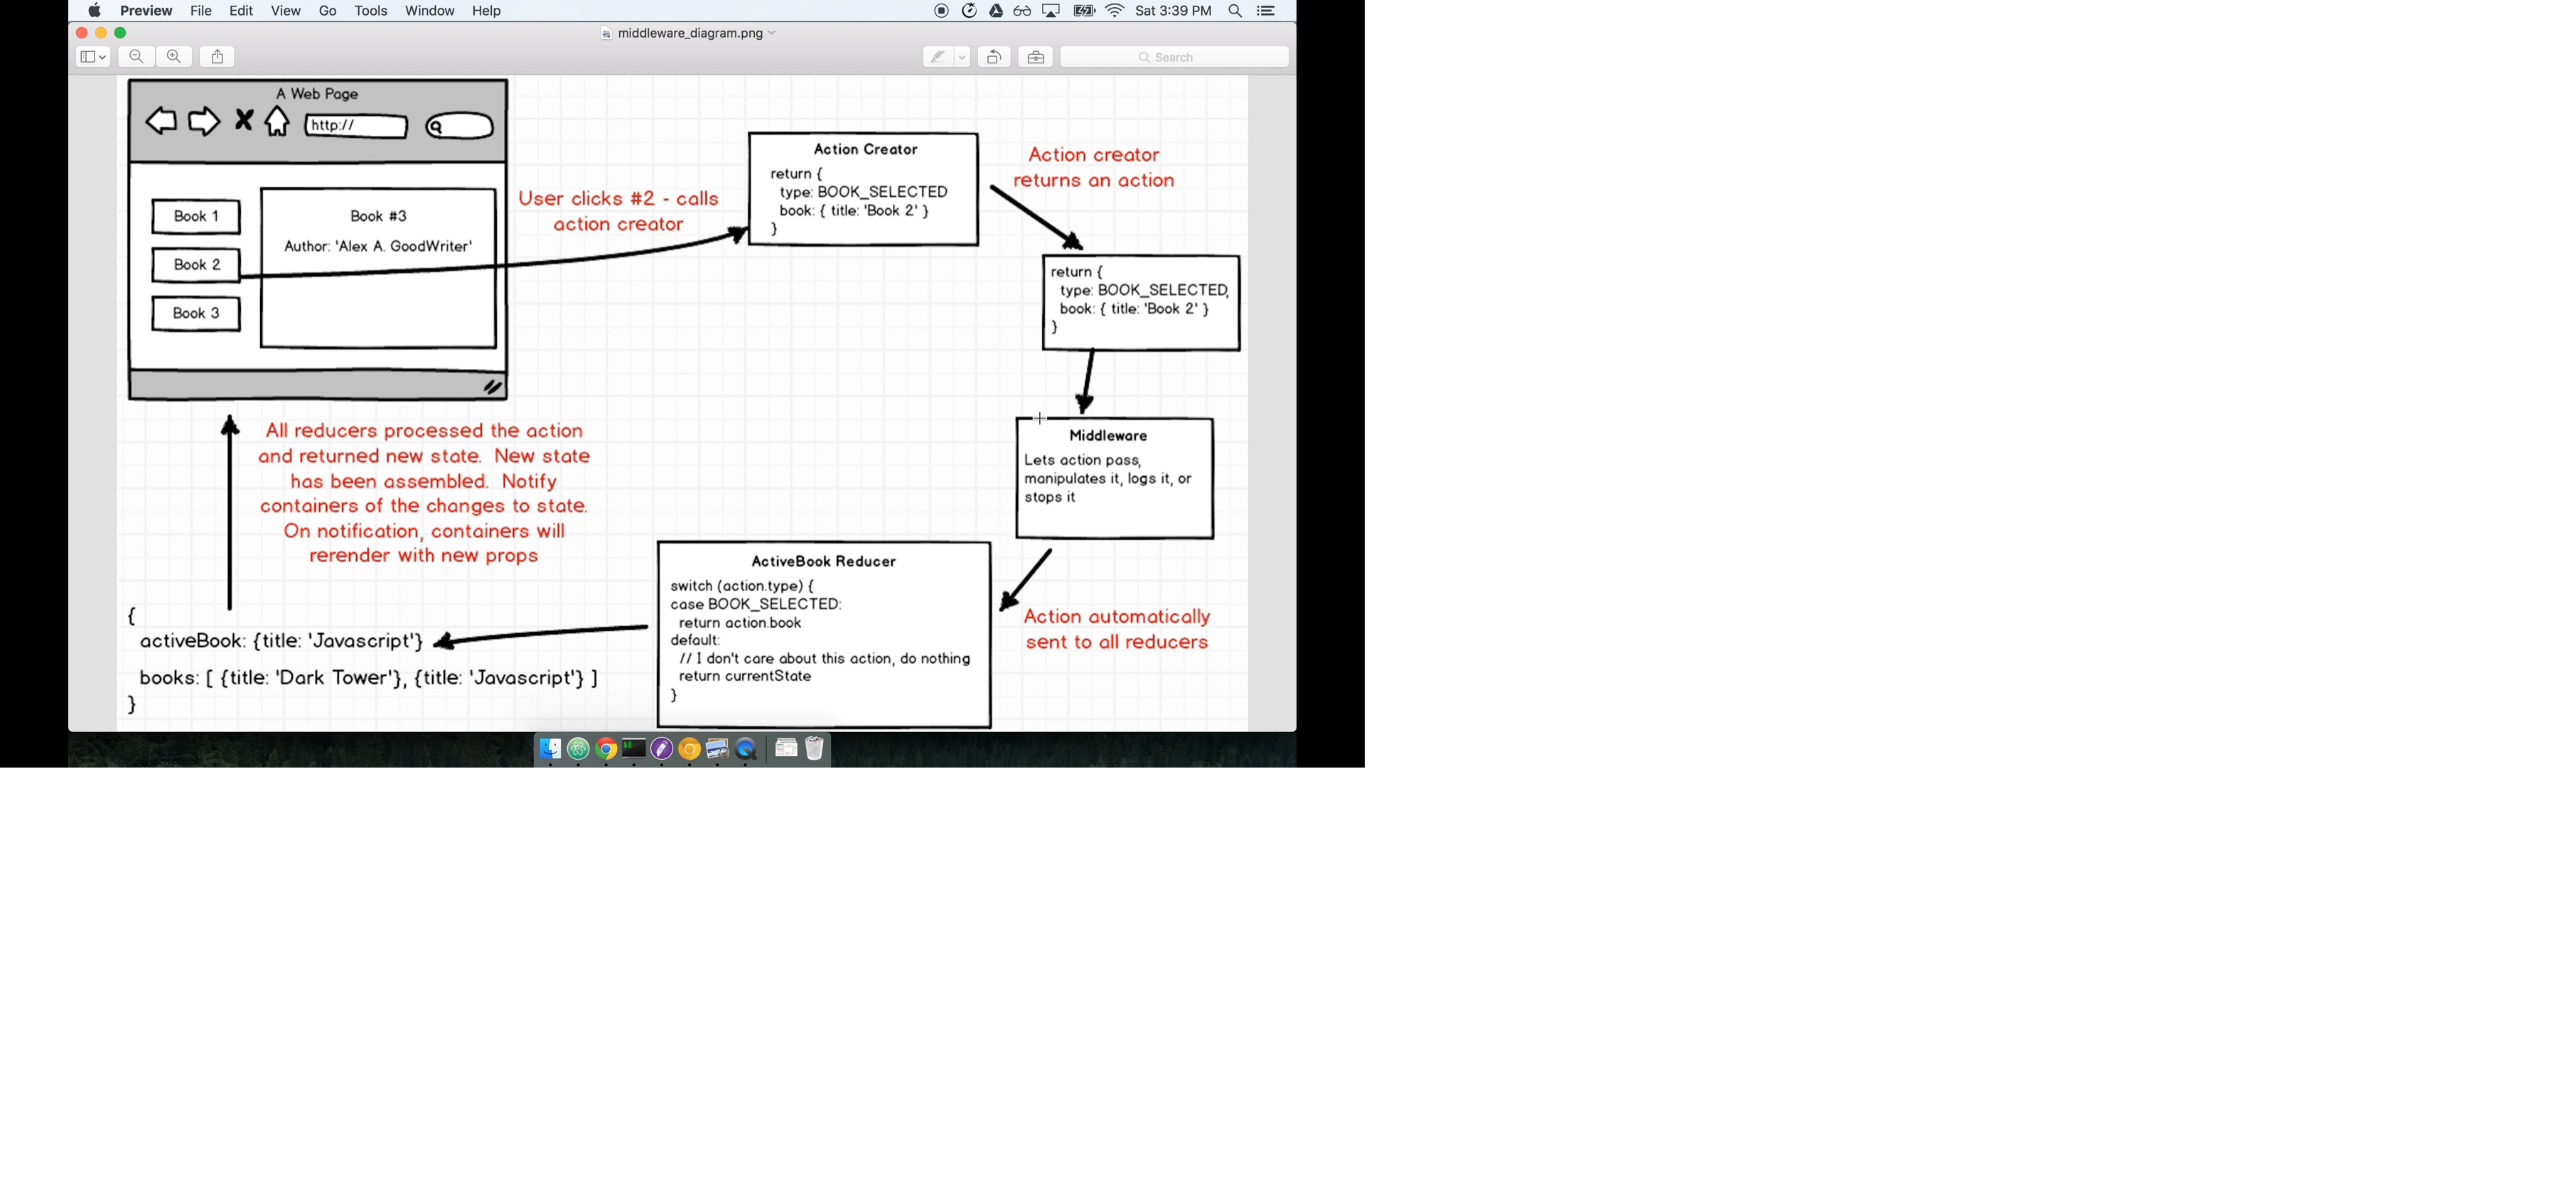 Preview File Edit View Go Tools Window Help
Sat 3:39 PM
middleware_diagram.png
Search
A Web Page
http://
Book 1
Book 2
Book 3
Book #3
Author: 'Alex A. GoodWriter'
User clicks #2 - calls
action creator
Action Creator
return {
type: BOOK_SELECTED
book: { title: 'Book 2' }
}
Action creator
returns an action
return {
type: BOOK_SELECTED,
book: { title: 'Book 2' }
}
Middleware
Lets action pass,
manipulates it, logs it, or
stops it
Action automatically
sent to all reducers
ActiveBook Reducer
switch (action.type) {
case BOOK_SELECTED:
return action.book
default:
// I don't care about this action, do nothing
return currentState
}
All reducers processed the action
and returned new state. New state
has been assembled. Notify
containers of the changes to state.
On notification, containers will
rerender with new props
{
activeBook: {title: 'Javascript'}
books: [ {title: 'Dark Tower'}, {title: 'Javascript'} ]
}